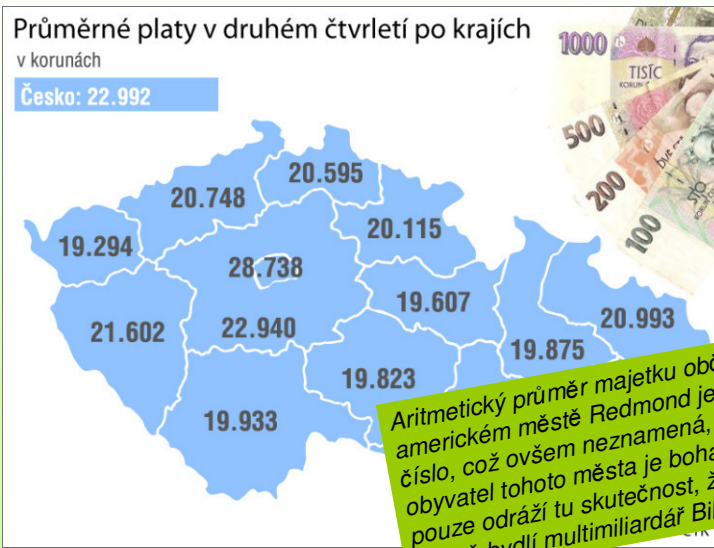 Průměrné platy v druhém čtvrtletí po krajích
v korunách
Česko: 22.992
1000
TISÍC
KORUN
500
200
100
STO
20.595
20.748
20.115
19.294
28.738
19.607
20.993
21.602
22.940
19.875
19.823
19.933
Aritmetický průměr majetku
americkém městě Redmond je
číslo, což ovšem neznamená,
obyvatel tohoto města je
pouze odráží tu skutečnost,
bydlí multimiliardář